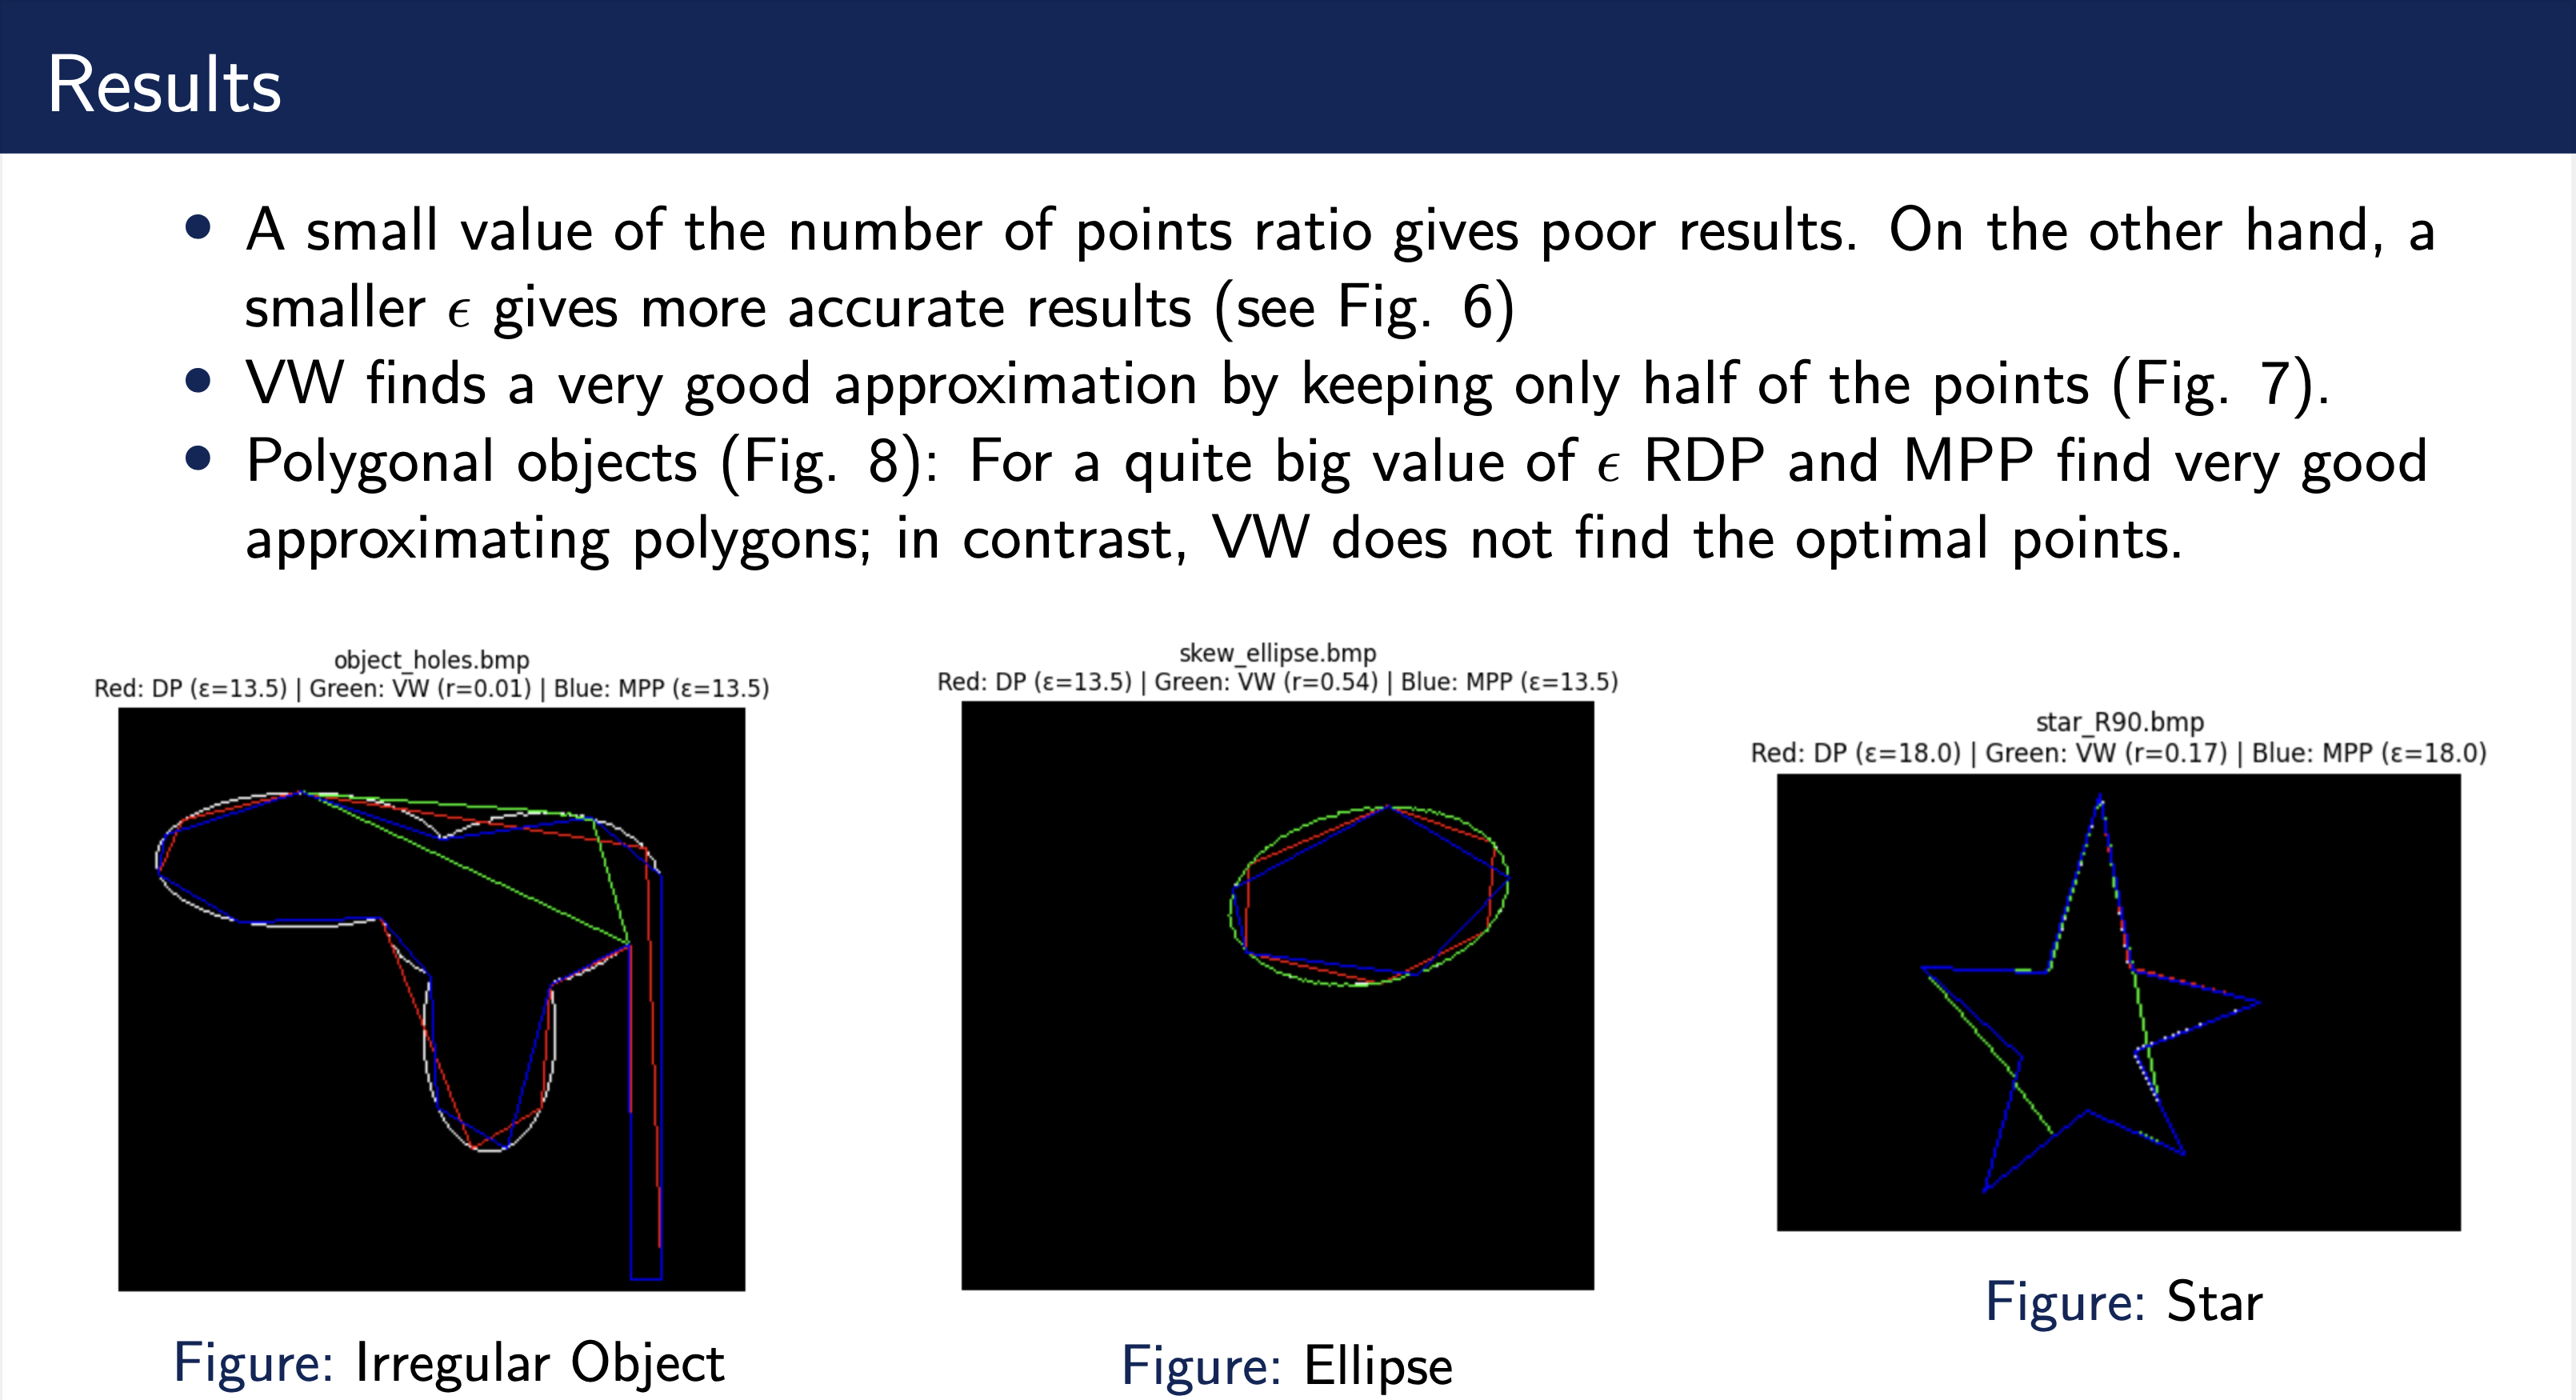 Results
• A small value of the number of points ratio gives poor results. On the other hand, a
smaller ϵ gives more accurate results (see Fig. 6)
• VW finds a very good approximation by keeping only half of the points (Fig. 7).
• Polygonal objects (Fig. 8): For a quite big value of ϵ RDP and MPP find very good
approximating polygons; in contrast, VW does not find the optimal points.
object_holes.bmp
Red: DP (ε=13.5) | Green: VW (r=0.01) | Blue: MPP (ε=13.5)
Figure: Irregular Object
skew_ellipse.bmp
Red: DP (ε=13.5) | Green: VW (r=0.54) | Blue: MPP (ε=13.5)
Figure: Ellipse
star_R90.bmp
Red: DP (ε=18.0) | Green: VW (r=0.17) | Blue: MPP (ε=18.0)
Figure: Star